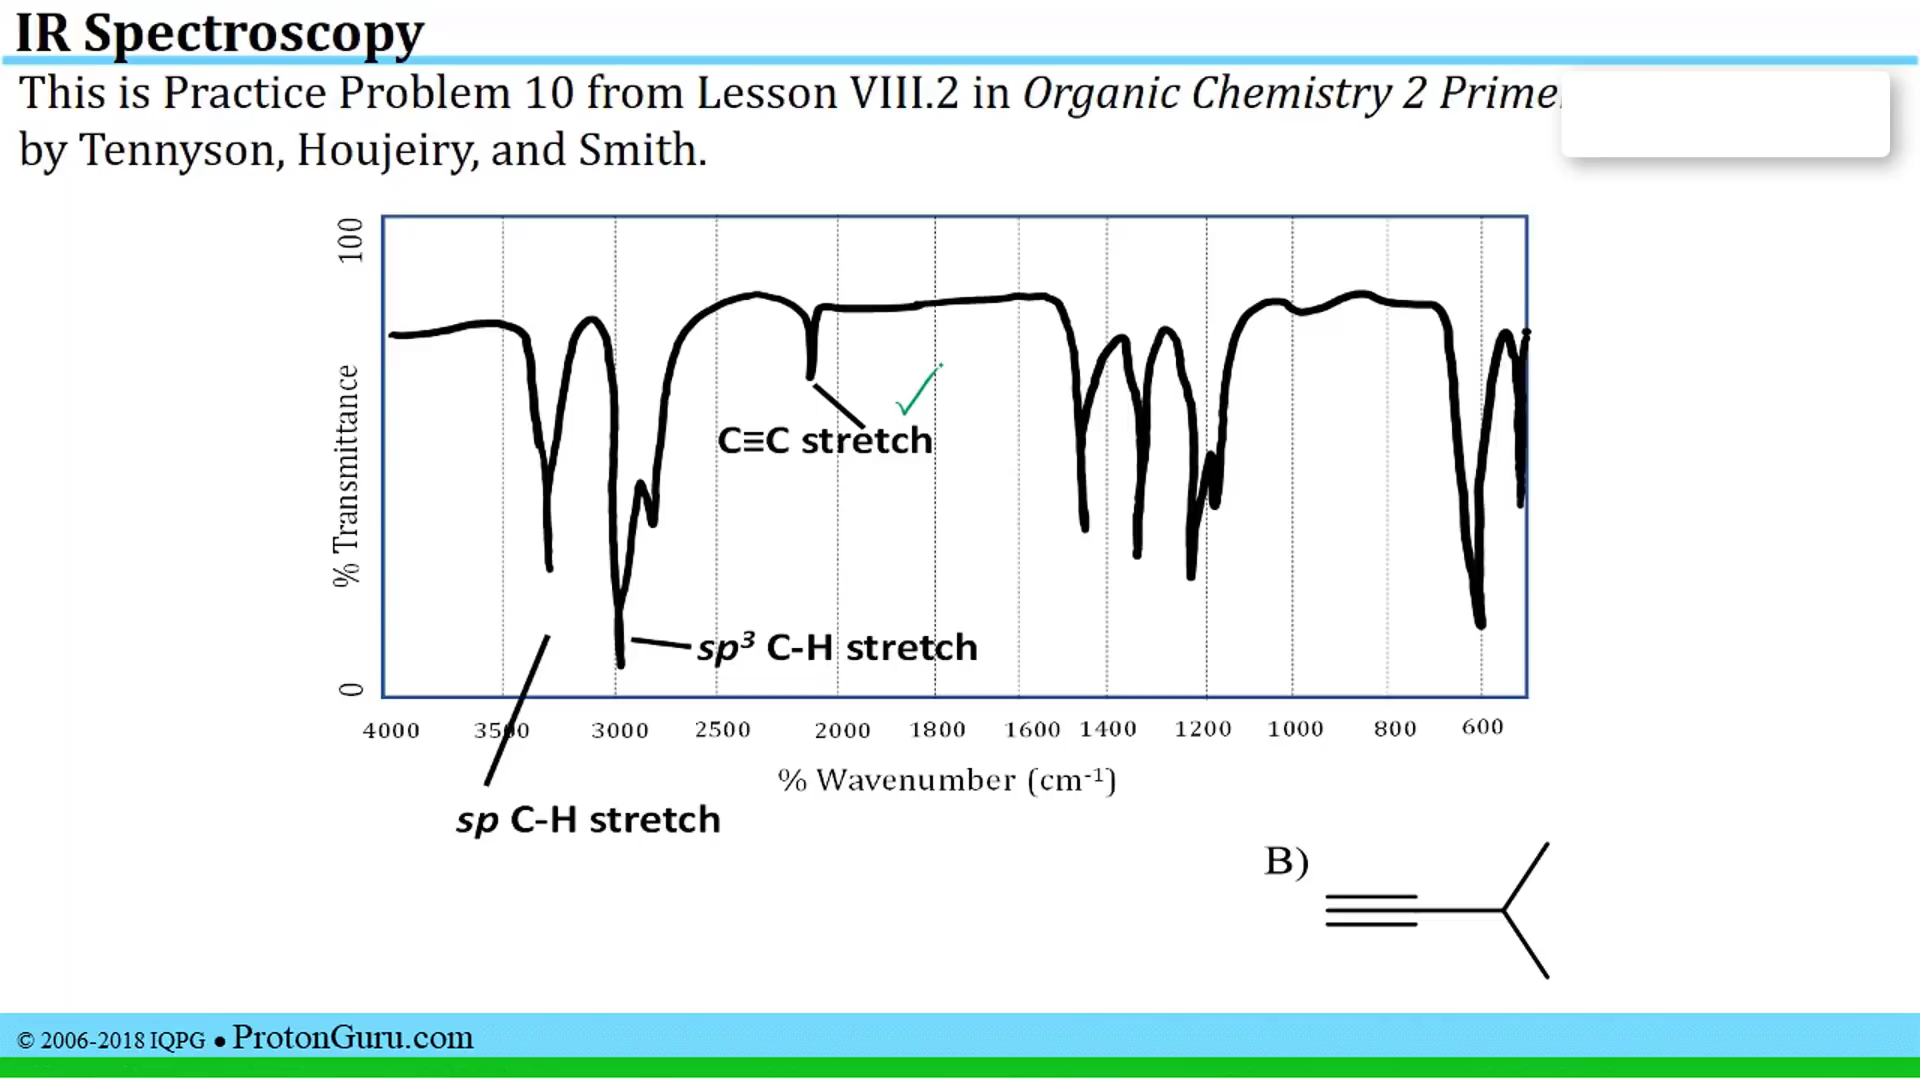 IR Spectroscopy
This is Practice Problem 10 from Lesson VIII.2 in Organic Chemistry 2
by Tennyson, Houjeiry, and Smith.
100
% Transmittance
0
C≡C stretch
sp³ C-H stretch
4000 3500 3000 2500 2000 1800 1600 1400 1200 1000 800 600
% Wavenumber (cm⁻¹)
sp C-H stretch
B)
© 2006-2018 IQPG ● ProtonGuru.com